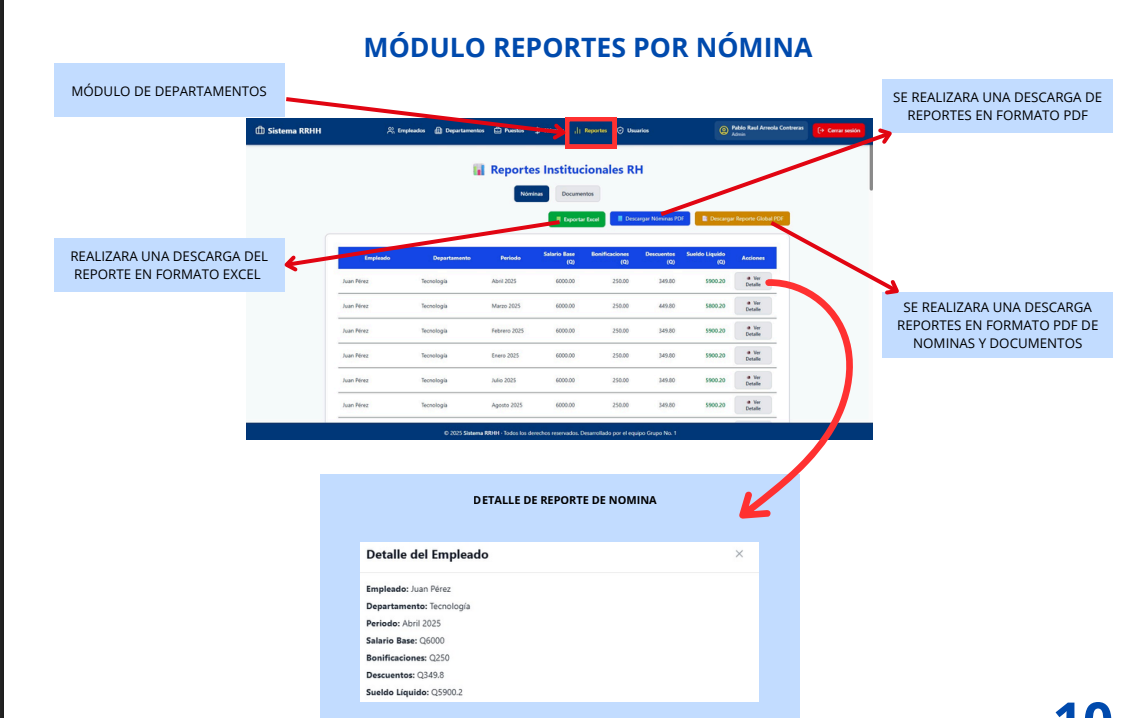 MÓDULO REPORTES POR NÓMINA
MÓDULO DE DEPARTAMENTOS
SE REALIZARA UNA DESCARGA DE
REPORTES EN FORMATO PDF
Sistema RRHH
Empleados Departamentos Puestos Reportes Usuarios
Pablo Raul Arreola Contreras
Admin
Cerrar sesión
Reportes Institucionales RH
Nóminas Documentos
Exportar Excel Descargar Nóminas PDF Descargar Reporte Global PDF
REALIZARA UNA DESCARGA DEL
REPORTE EN FORMATO EXCEL
SE REALIZARA UNA DESCARGA
REPORTES EN FORMATO PDF DE
NOMINAS Y DOCUMENTOS
Empleado Departamento Periodo Salario Base (Q) Bonificaciones (Q) Descuentos (Q) Sueldo Líquido (Q) Acciones
Juan Pérez Tecnología Abril 2025 6000.00 250.00 349.80 5900.20 Ver Detalle
Juan Pérez Tecnología Marzo 2025 6000.00 250.00 449.80 5800.20 Ver Detalle
Juan Pérez Tecnología Febrero 2025 6000.00 250.00 349.80 5900.20 Ver Detalle
Juan Pérez Tecnología Enero 2025 6000.00 250.00 349.80 5900.20 Ver Detalle
Juan Pérez Tecnología Julio 2025 6000.00 250.00 349.80 5900.20 Ver Detalle
Juan Pérez Tecnología Agosto 2025 6000.00 250.00 349.80 5900.20 Ver Detalle
© 2025 Sistema RRHH · Todos los derechos reservados. Desarrollado por el equipo Grupo No. 1
DETALLE DE REPORTE DE NOMINA
Detalle del Empleado
Empleado: Juan Pérez
Departamento: Tecnología
Periodo: Abril 2025
Salario Base: Q6000
Bonificaciones: Q250
Descuentos: Q349.8
Sueldo Líquido: Q5900.2
10